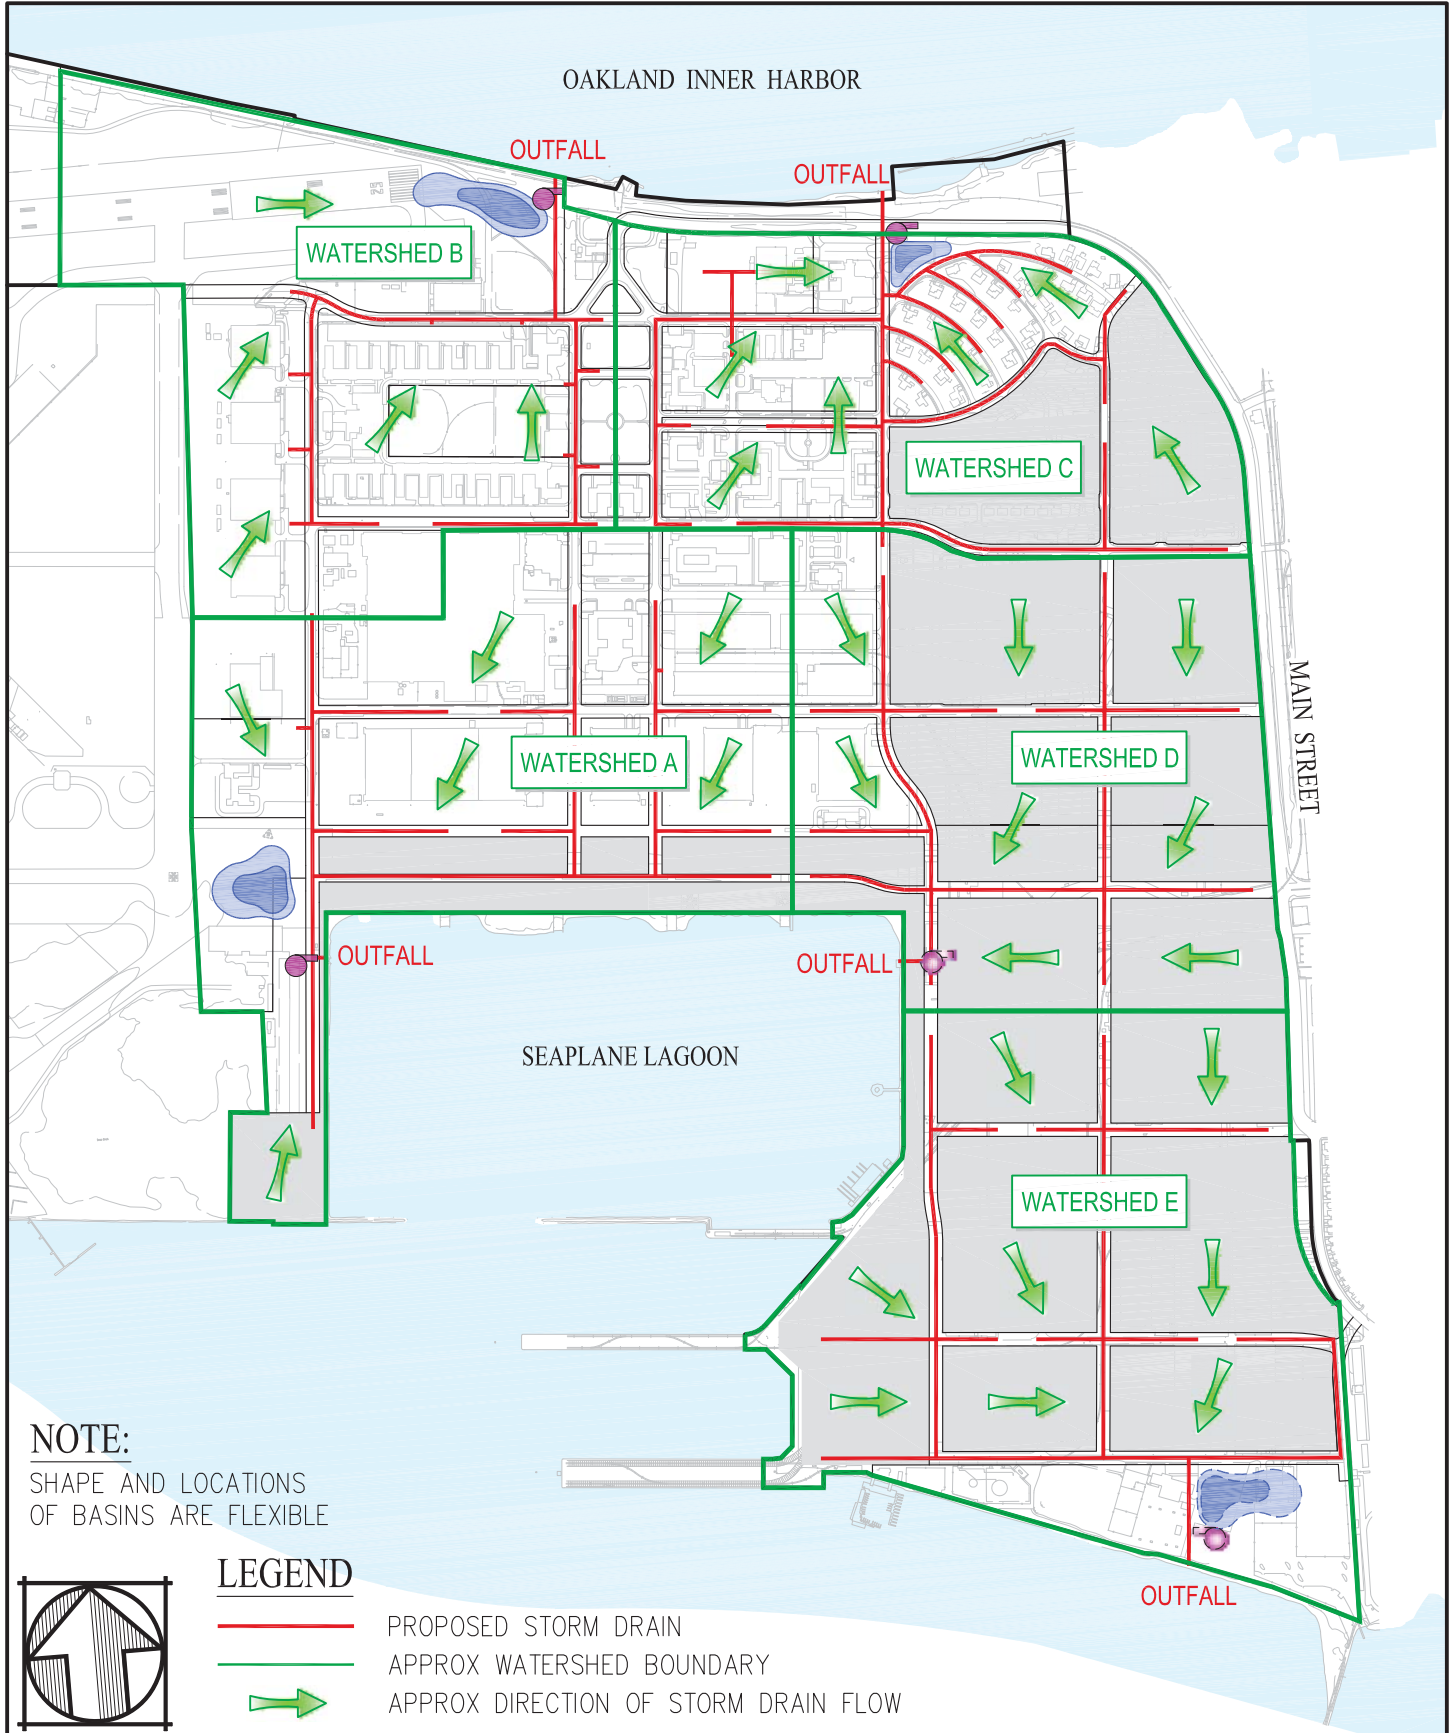 OAKLAND INNER HARBOR
OUTFALL
OUTFALL
WATERSHED B
WATERSHED C
MAIN STREET
WATERSHED A
WATERSHED D
OUTFALL
OUTFALL
SEAPLANE LAGOON
WATERSHED E
NOTE:
SHAPE AND LOCATIONS
OF BASINS ARE FLEXIBLE
LEGEND
OUTFALL
PROPOSED STORM DRAIN
APPROX WATERSHED BOUNDARY
APPROX DIRECTION OF STORM DRAIN FLOW